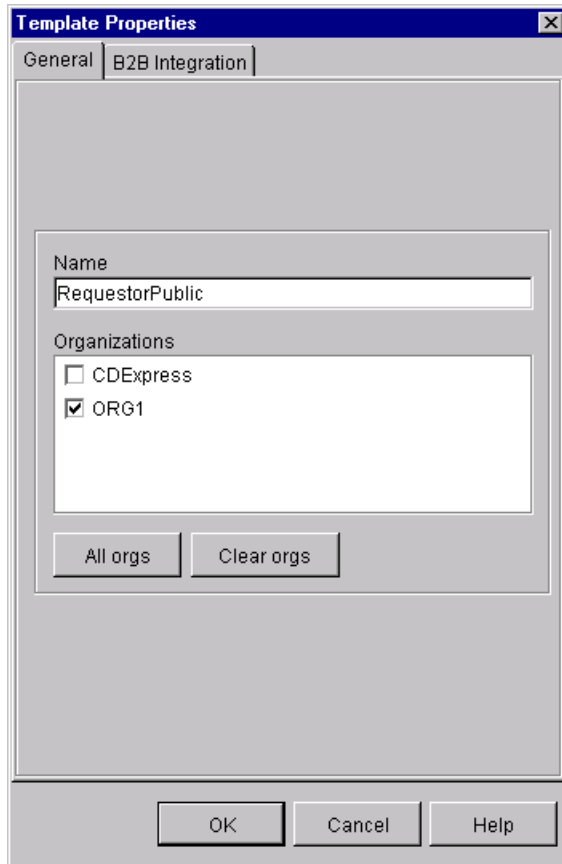 Template Properties
General B2B Integration
Name
RequestorPublic
Organizations
CDExpress
ORG1
All orgs Clear orgs
OK Cancel Help